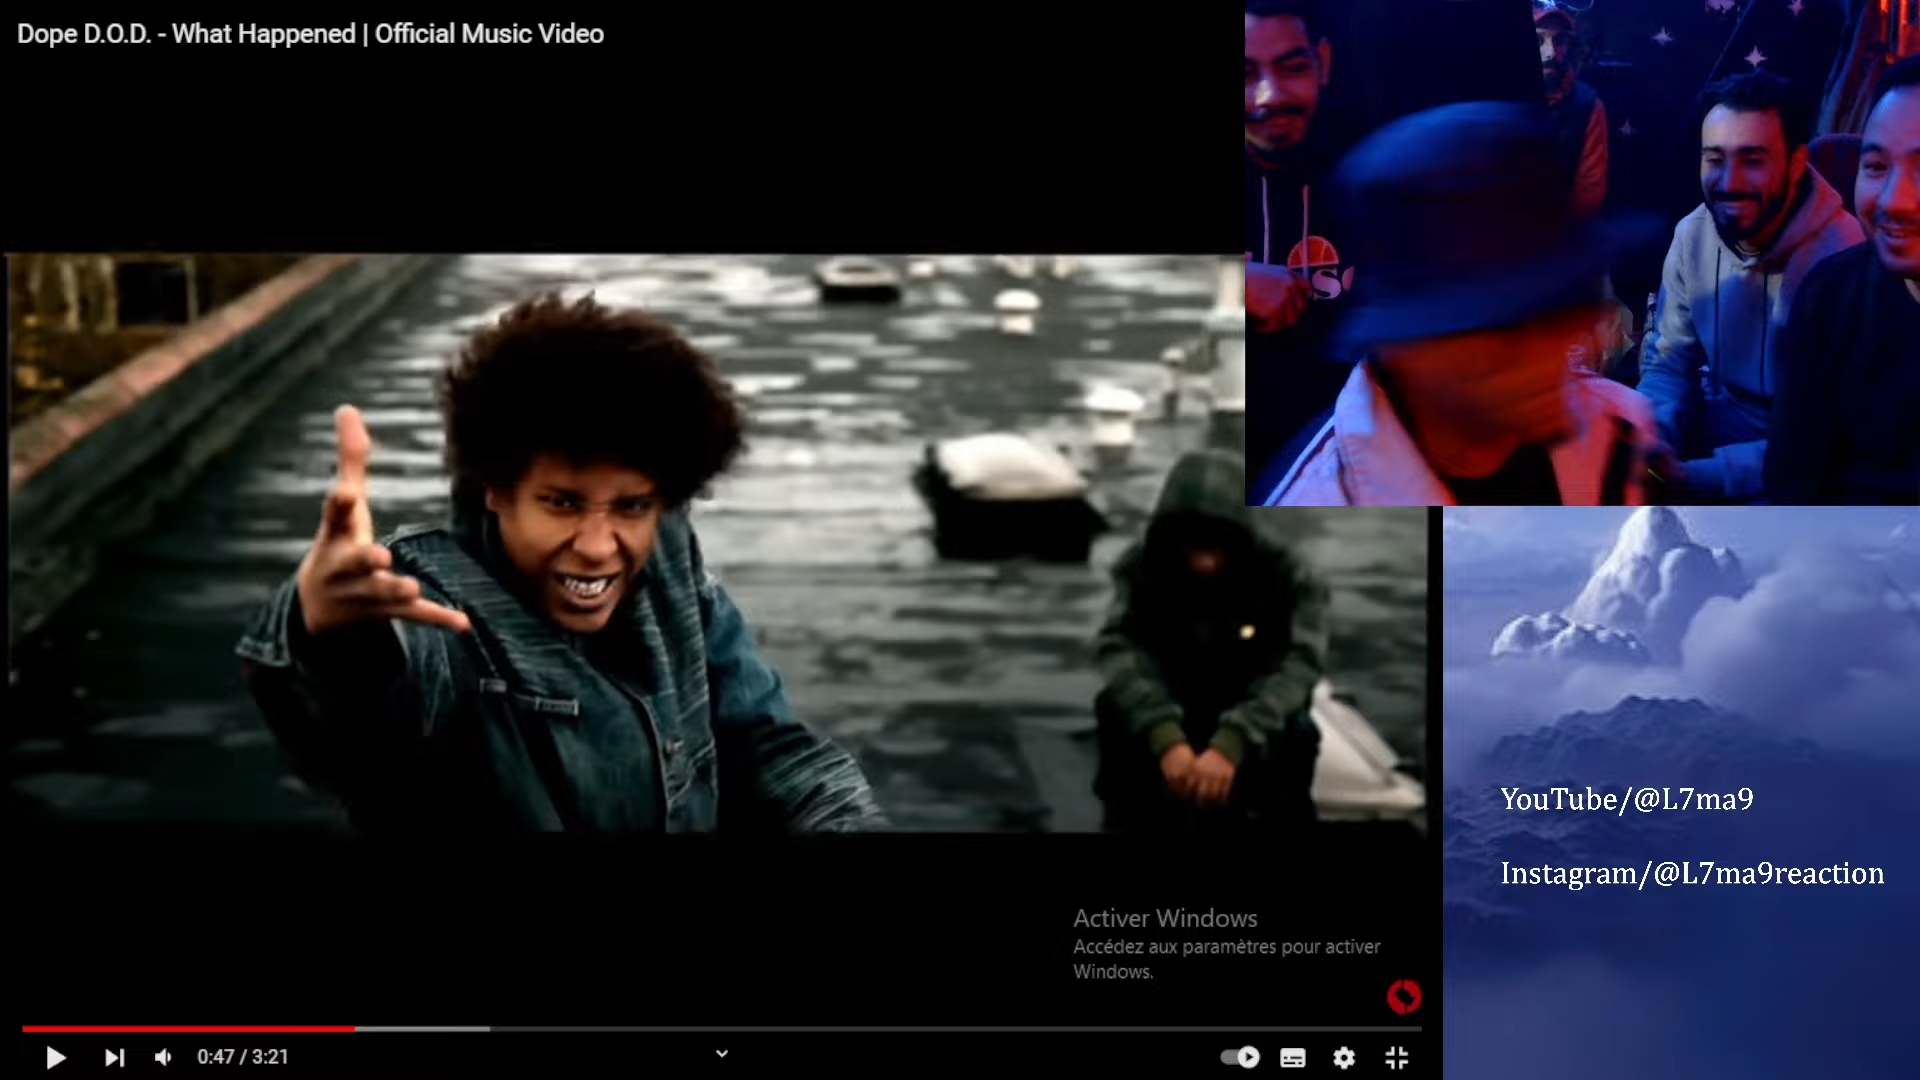 Dope D.O.D. - What Happened | Official Music Video
YouTube/@L7ma9
Instagram/@L7ma9reaction
Activer Windows
Accédez aux paramètres pour activer
Windows.
0:47 / 3:21